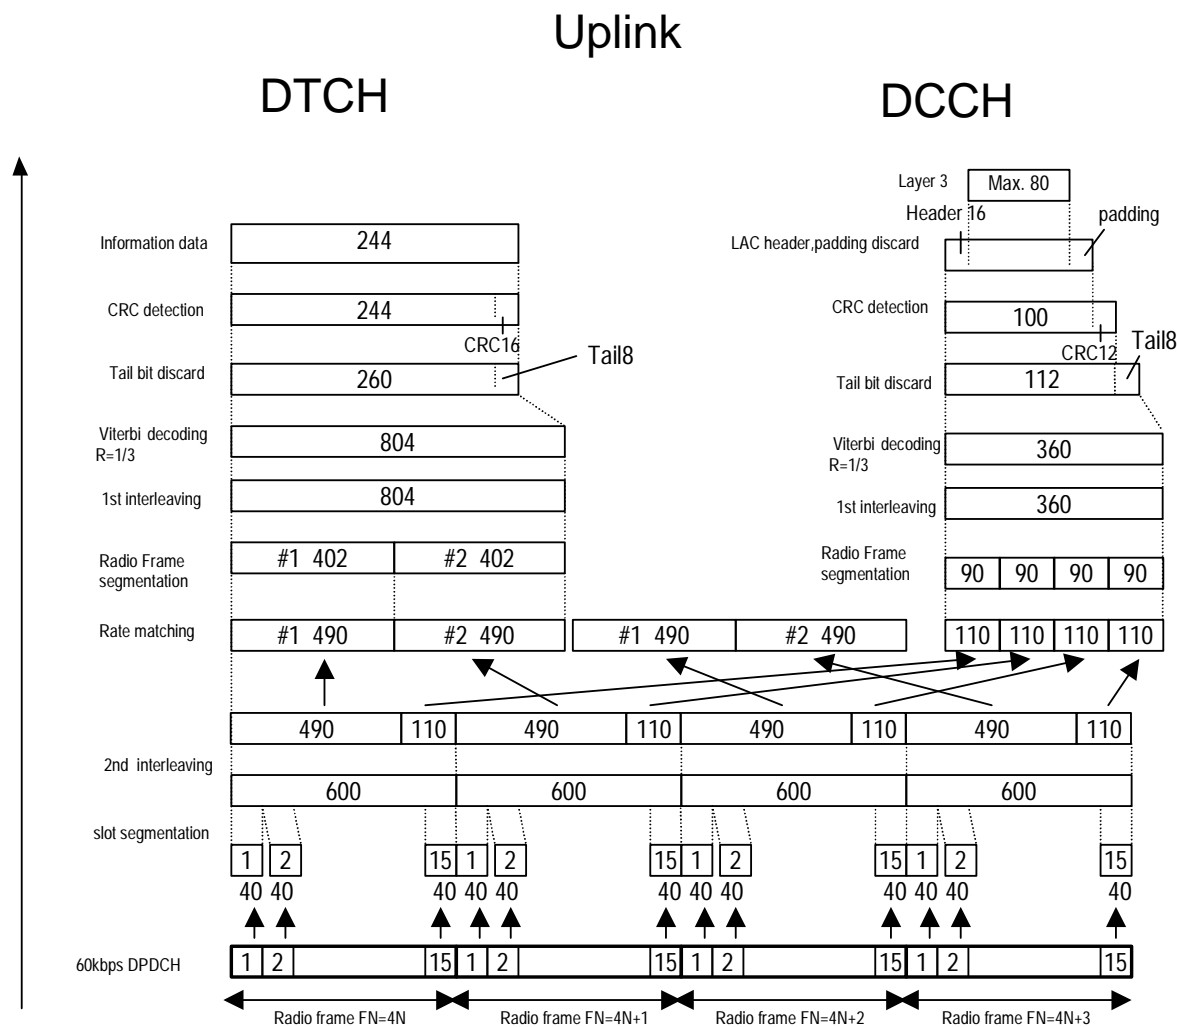 Uplink
DTCH DCCH
Layer 3 Max. 80
Header 16 padding
Information data 244 LAC header,padding discard
CRC detection 244 CRC detection 100
CRC16 CRC12
Tail8 Tail8
Tail bit discard 260 Tail bit discard 112
Viterbi decoding
R=1/3 804 Viterbi decoding
R=1/3 360
1st interleaving 804 1st interleaving 360
Radio Frame
segmentation #1 402 #2 402 Radio Frame
segmentation 90 90 90 90
Rate matching #1 490 #2 490 #1 490 #2 490 110 110 110 110
490 110 490 110 490 110 490 110
2nd interleaving
600 600 600 600
slot segmentation
1 2 15 1 2 15 1 2 15 1 2 15
40 40 40 40 40 40 40 40 40 40 40 40
60kbps DPDCH 1 2 15 1 2 15 1 2 15 1 2 15
Radio frame FN=4N Radio frame FN=4N+1 Radio frame FN=4N+2 Radio frame FN=4N+3